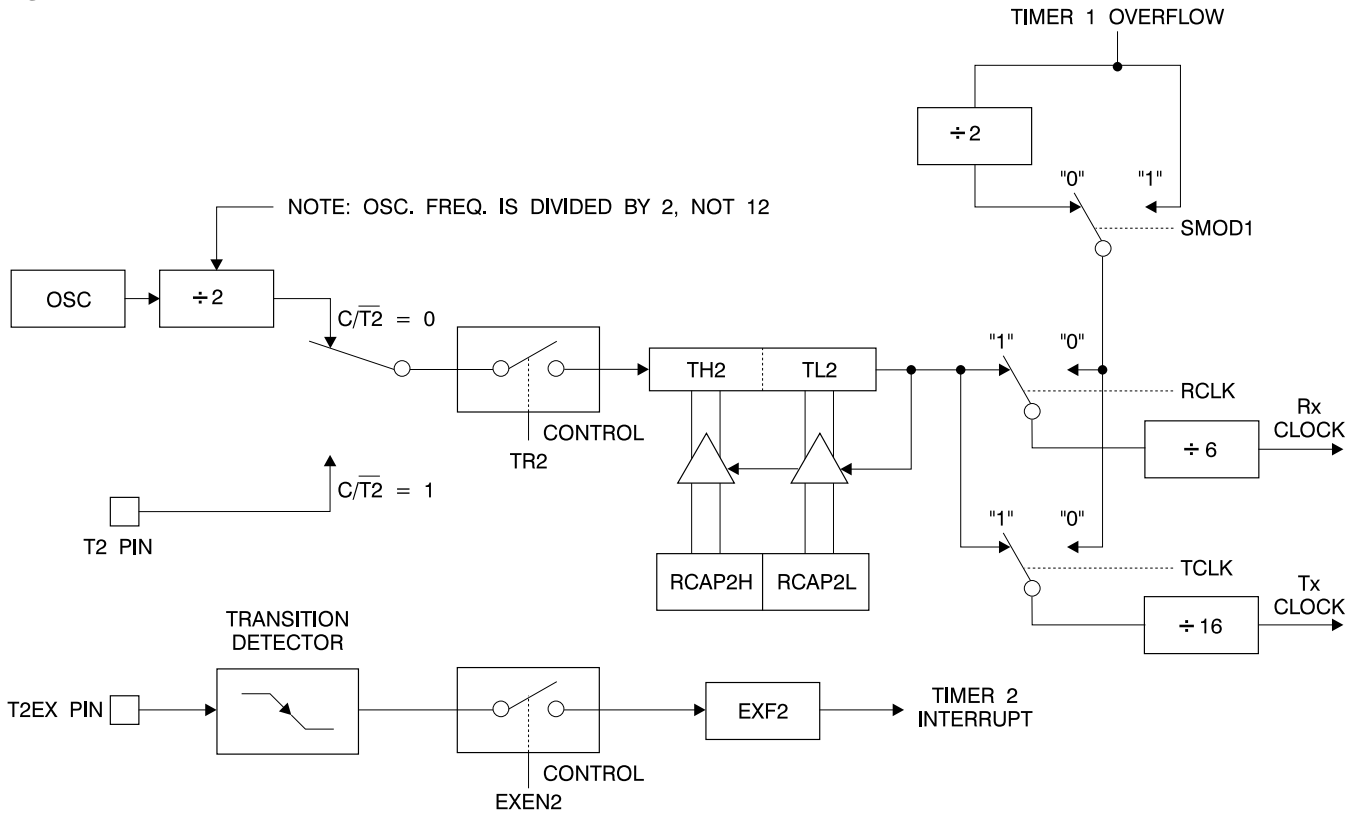 TIMER 1 OVERFLOW
÷2
"0" "1"
NOTE: OSC. FREQ. IS DIVIDED BY 2, NOT 12
SMOD1
OSC
÷2
C/T2̅ = 0
"1" "0"
TH2 TL2
RCLK
Rx
CLOCK
CONTROL
TR2
÷ 6
C/T2̅ = 1
T2 PIN
"1" "0"
RCAP2H RCAP2L
TCLK
Tx
CLOCK
÷ 16
TRANSITION
DETECTOR
T2EX PIN
EXF2
TIMER 2
INTERRUPT
CONTROL
EXEN2